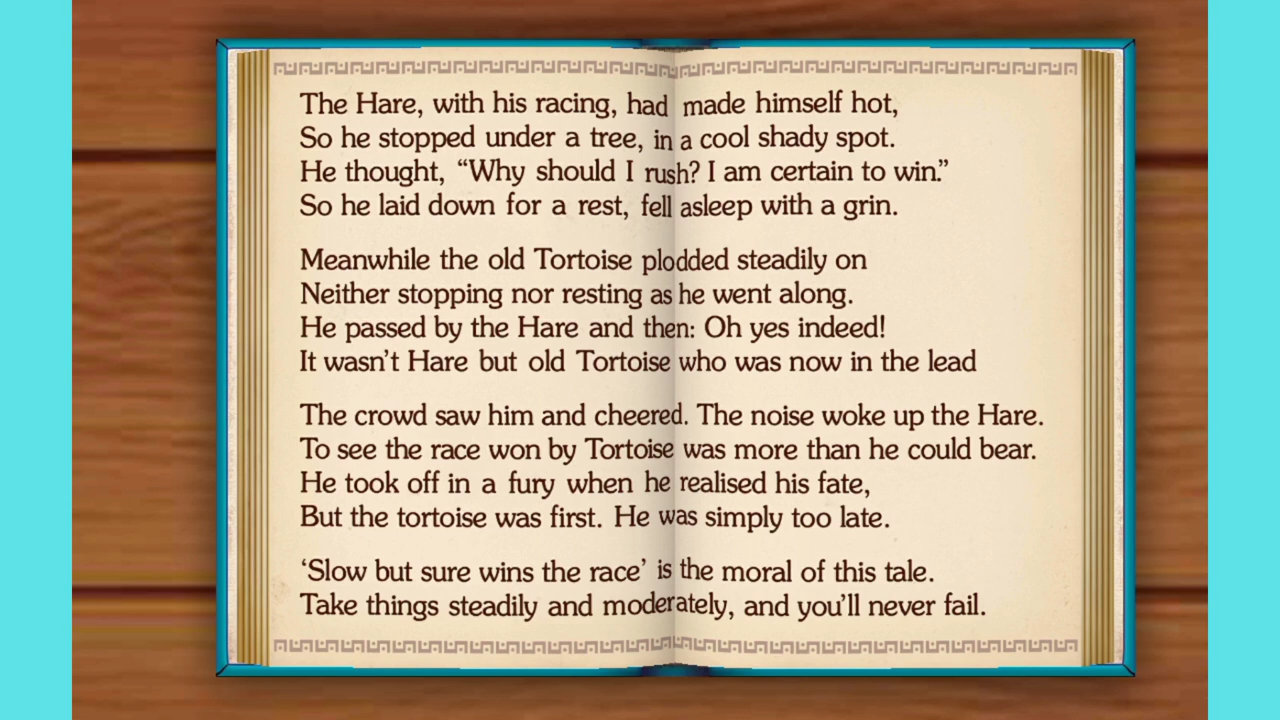 The Hare, with his racing, had made himself hot,
So he stopped under a tree, in a cool shady spot.
He thought, “Why should I rush? I am certain to win.”
So he laid down for a rest, fell asleep with a grin.
Meanwhile the old Tortoise plodded steadily on
Neither stopping nor resting as he went along.
He passed by the Hare and then: Oh yes indeed!
It wasn’t Hare but old Tortoise who was now in the lead
The crowd saw him and cheered. The noise woke up the Hare.
To see the race won by Tortoise was more than he could bear.
He took off in a fury when he realised his fate,
But the tortoise was first. He was simply too late.
‘Slow but sure wins the race’ is the moral of this tale.
Take things steadily and moderately, and you’ll never fail.